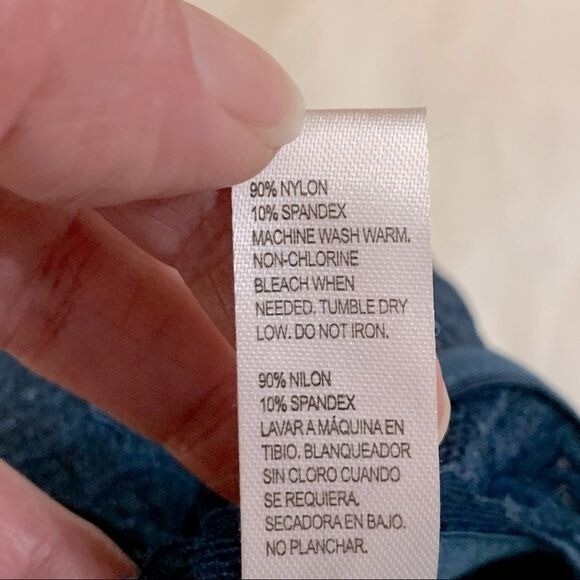 90% NYLON
10% SPANDEX
MACHINE WASH WARM.
NON-CHLORINE
BLEACH WHEN
NEEDED. TUMBLE DRY
LOW. DO NOT IRON.
90% NILON
10% SPANDEX
LAVAR A MÁQUINA EN
TIBIO. BLANQUEADOR
SIN CLORO CUANDO
SE REQUIERA.
SECADORA EN BAJO.
NO PLANCHAR.